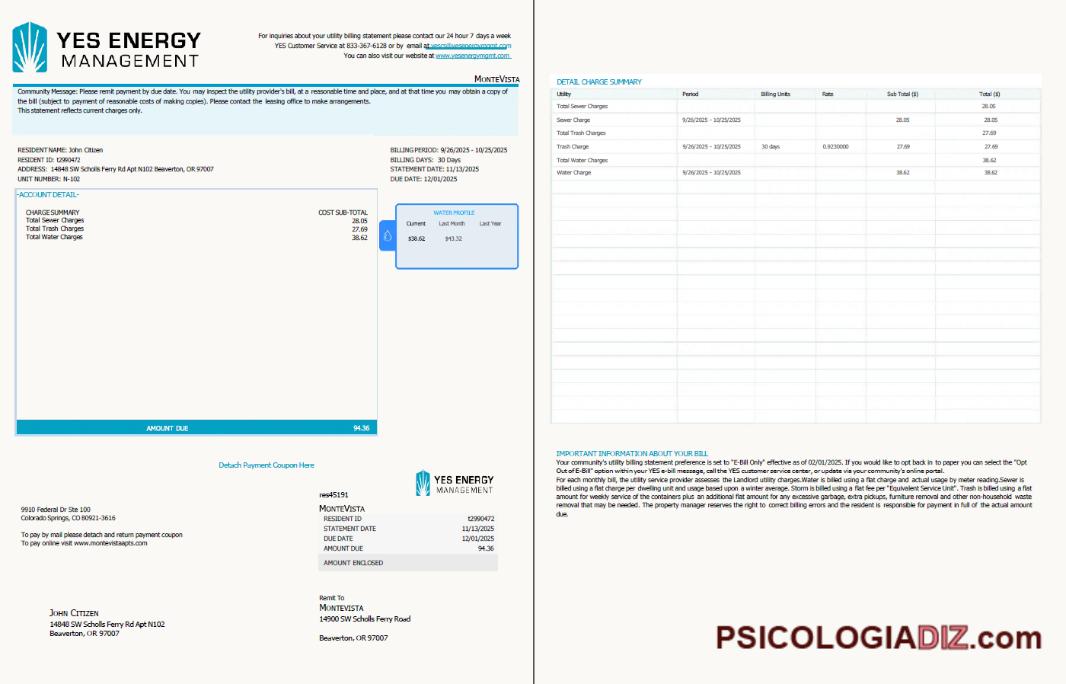 YES ENERGY
MANAGEMENT
For inquiries about your utility billing statement please contact our 24 hour 7 days a week
YES Customer Service at 833-367-6128 or by email at
You can also visit our website at www.yesenergymgmt.com
MONTEVISTA
Community Message: Please remit payment by due date. You may inspect the utility provider's bill, at a reasonable time and place, and at that time you may obtain a copy of
the bill (subject to payment of reasonable costs of making copies). Please contact the leasing office to make arrangements.
This statement reflects current charges only.
RESIDENT NAME: John Citizen
RESIDENT ID: t2990472
ADDRESS: 14848 SW Scholls Ferry Rd Apt N102 Beaverton, OR 97007
UNIT NUMBER: N-102
BILLING PERIOD: 9/26/2025 - 10/25/2025
BILLING DAYS: 30 Days
STATEMENT DATE: 11/13/2025
DUE DATE: 12/01/2025
-ACCOUNT DETAIL-
CHARGE SUMMARY COST SUB-TOTAL
Total Sewer Charges 28.05
Total Trash Charges 27.69
Total Water Charges 38.62
WATER PROFILE
Current Last Month Last Year
$38.62 $43.32
AMOUNT DUE 94.36
Detach Payment Coupon Here
YES ENERGY
MANAGEMENT
res45191
9910 Federal Dr Ste 100
Colorado Springs, CO 80921-3616
To pay by mail please detach and return payment coupon
To pay online visit www.montevistaapts.com
MONTEVISTA
RESIDENT ID t2990472
STATEMENT DATE 11/13/2025
DUE DATE 12/01/2025
AMOUNT DUE 94.36
AMOUNT ENCLOSED
JOHN CITIZEN
14848 SW Scholls Ferry Rd Apt N102
Beaverton, OR 97007
Remit To
MONTEVISTA
14900 SW Scholls Ferry Road
Beaverton, OR 97007
DETAIL CHARGE SUMMARY
Utility Period Billing Units Rate Sub Total ($) Total ($)
Total Sewer Charges 28.05
Sewer Charge 9/26/2025 - 10/25/2025 28.05 28.05
Total Trash Charges 27.69
Trash Charge 9/26/2025 - 10/25/2025 30 days 0.9230000 27.69 27.69
Total Water Charges 38.62
Water Charge 9/26/2025 - 10/25/2025 38.62 38.62
IMPORTANT INFORMATION ABOUT YOUR BILL
Your community's utility billing statement preference is set to "E-Bill Only" effective as of 02/01/2025. If you would like to opt back in to paper you can select the "Opt
Out of E-Bill" option within your YES e-bill message, call the YES customer service center, or update via your community's online portal.
For each monthly bill, the utility service provider assesses the Landlord utility charges.Water is billed using a flat charge and actual usage by meter reading.Sewer is
billed using a flat charge per dwelling unit and usage based upon a winter average. Storm is billed using a flat fee per "Equivalent Service Unit". Trash is billed using a flat
amount for weekly service of the containers plus an additional flat amount for any excessive garbage, extra pickups, furniture removal and other non-household waste
removal that may be needed. The property manager reserves the right to correct billing errors and the resident is responsible for payment in full of the actual amount
due.
PSICOLOGIADIZ.com